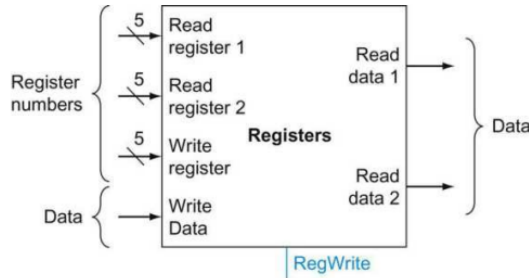 Register
numbers
Data
5
Read
register 1
5
Read
register 2
5
Write
register
Write
Data
Registers
Read
data 1
Read
data 2
Data
RegWrite